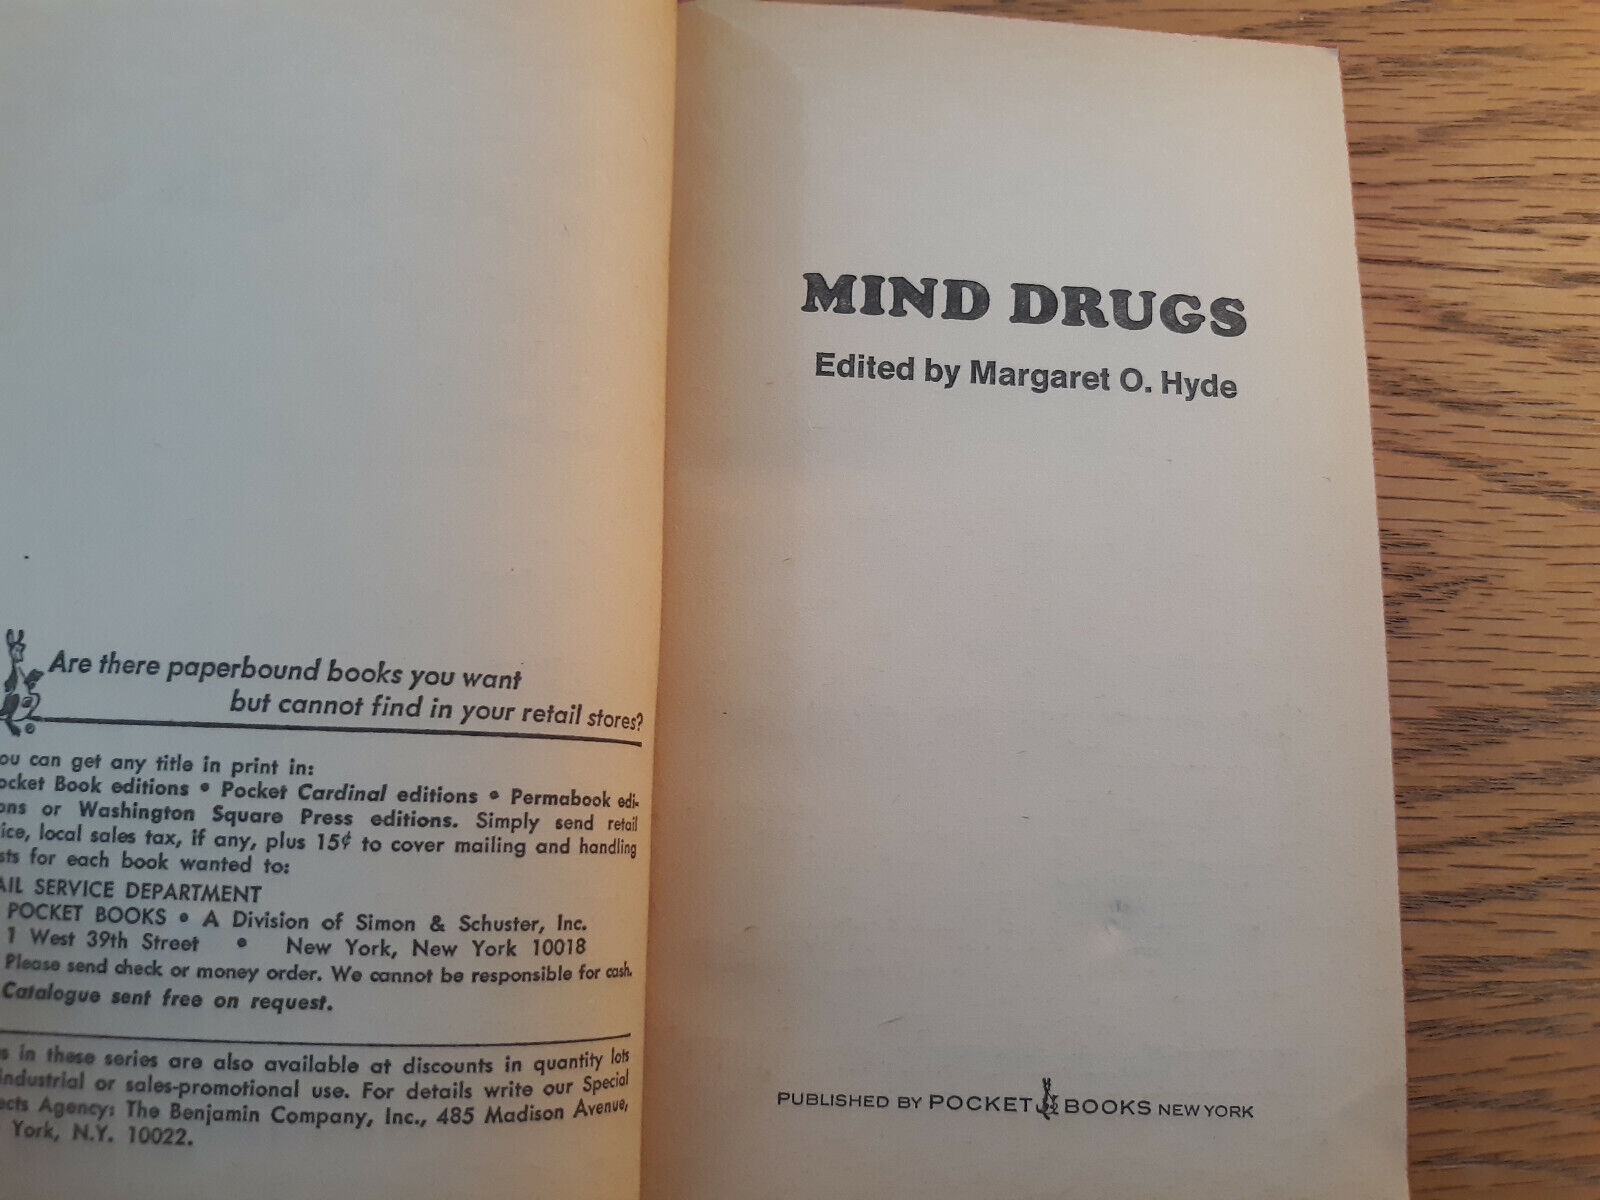 Are there paperbound books you want
but cannot find in your retail stores?
ou can get any title in print in:
ocket Book editions • Pocket Cardinal editions • Permabook edi-
ons or Washington Square Press editions. Simply send retail
ice, local sales tax, if any, plus 15¢ to cover mailing and handling
sts for each book wanted to:
AIL SERVICE DEPARTMENT
POCKET BOOKS • A Division of Simon & Schuster, Inc.
1 West 39th Street • New York, New York 10018
Please send check or money order. We cannot be responsible for cash.
Catalogue sent free on request.
s in these series are also available at discounts in quantity lots
industrial or sales-promotional use. For details write our Special
ects Agency: The Benjamin Company, Inc., 485 Madison Avenue,
York, N.Y. 10022.
MIND DRUGS
Edited by Margaret O. Hyde
PUBLISHED BY POCKET BOOKS NEW YORK